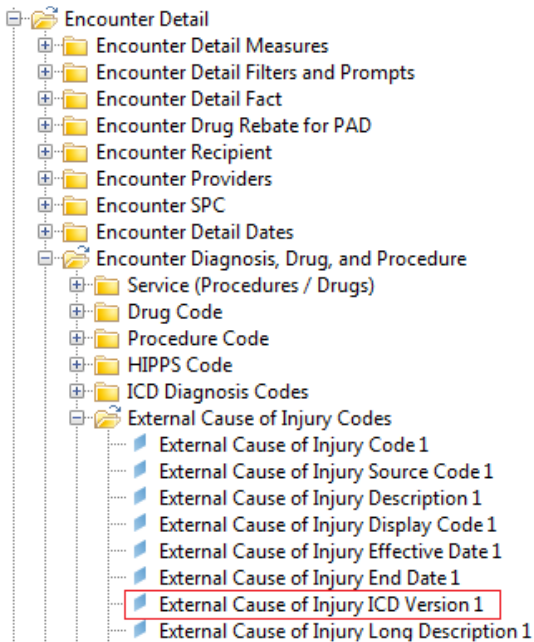 Encounter Detail
Encounter Detail Measures
Encounter Detail Filters and Prompts
Encounter Detail Fact
Encounter Drug Rebate for PAD
Encounter Recipient
Encounter Providers
Encounter SPC
Encounter Detail Dates
Encounter Diagnosis, Drug, and Procedure
Service (Procedures / Drugs)
Drug Code
Procedure Code
HIPPS Code
ICD Diagnosis Codes
External Cause of Injury Codes
External Cause of Injury Code 1
External Cause of Injury Source Code 1
External Cause of Injury Description 1
External Cause of Injury Display Code 1
External Cause of Injury Effective Date 1
External Cause of Injury End Date 1
External Cause of Injury ICD Version 1
External Cause of Injury Long Description 1